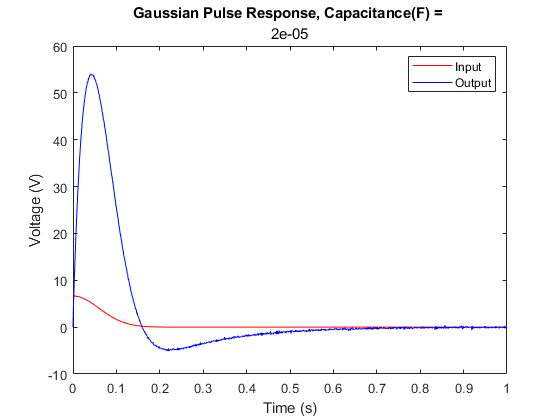 Gaussian Pulse Response, Capacitance(F) =
2e-05
60
50
40
30
20
10
0
-10
Voltage (V)
Input
Output
0 0.1 0.2 0.3 0.4 0.5 0.6 0.7 0.8 0.9 1
Time (s)